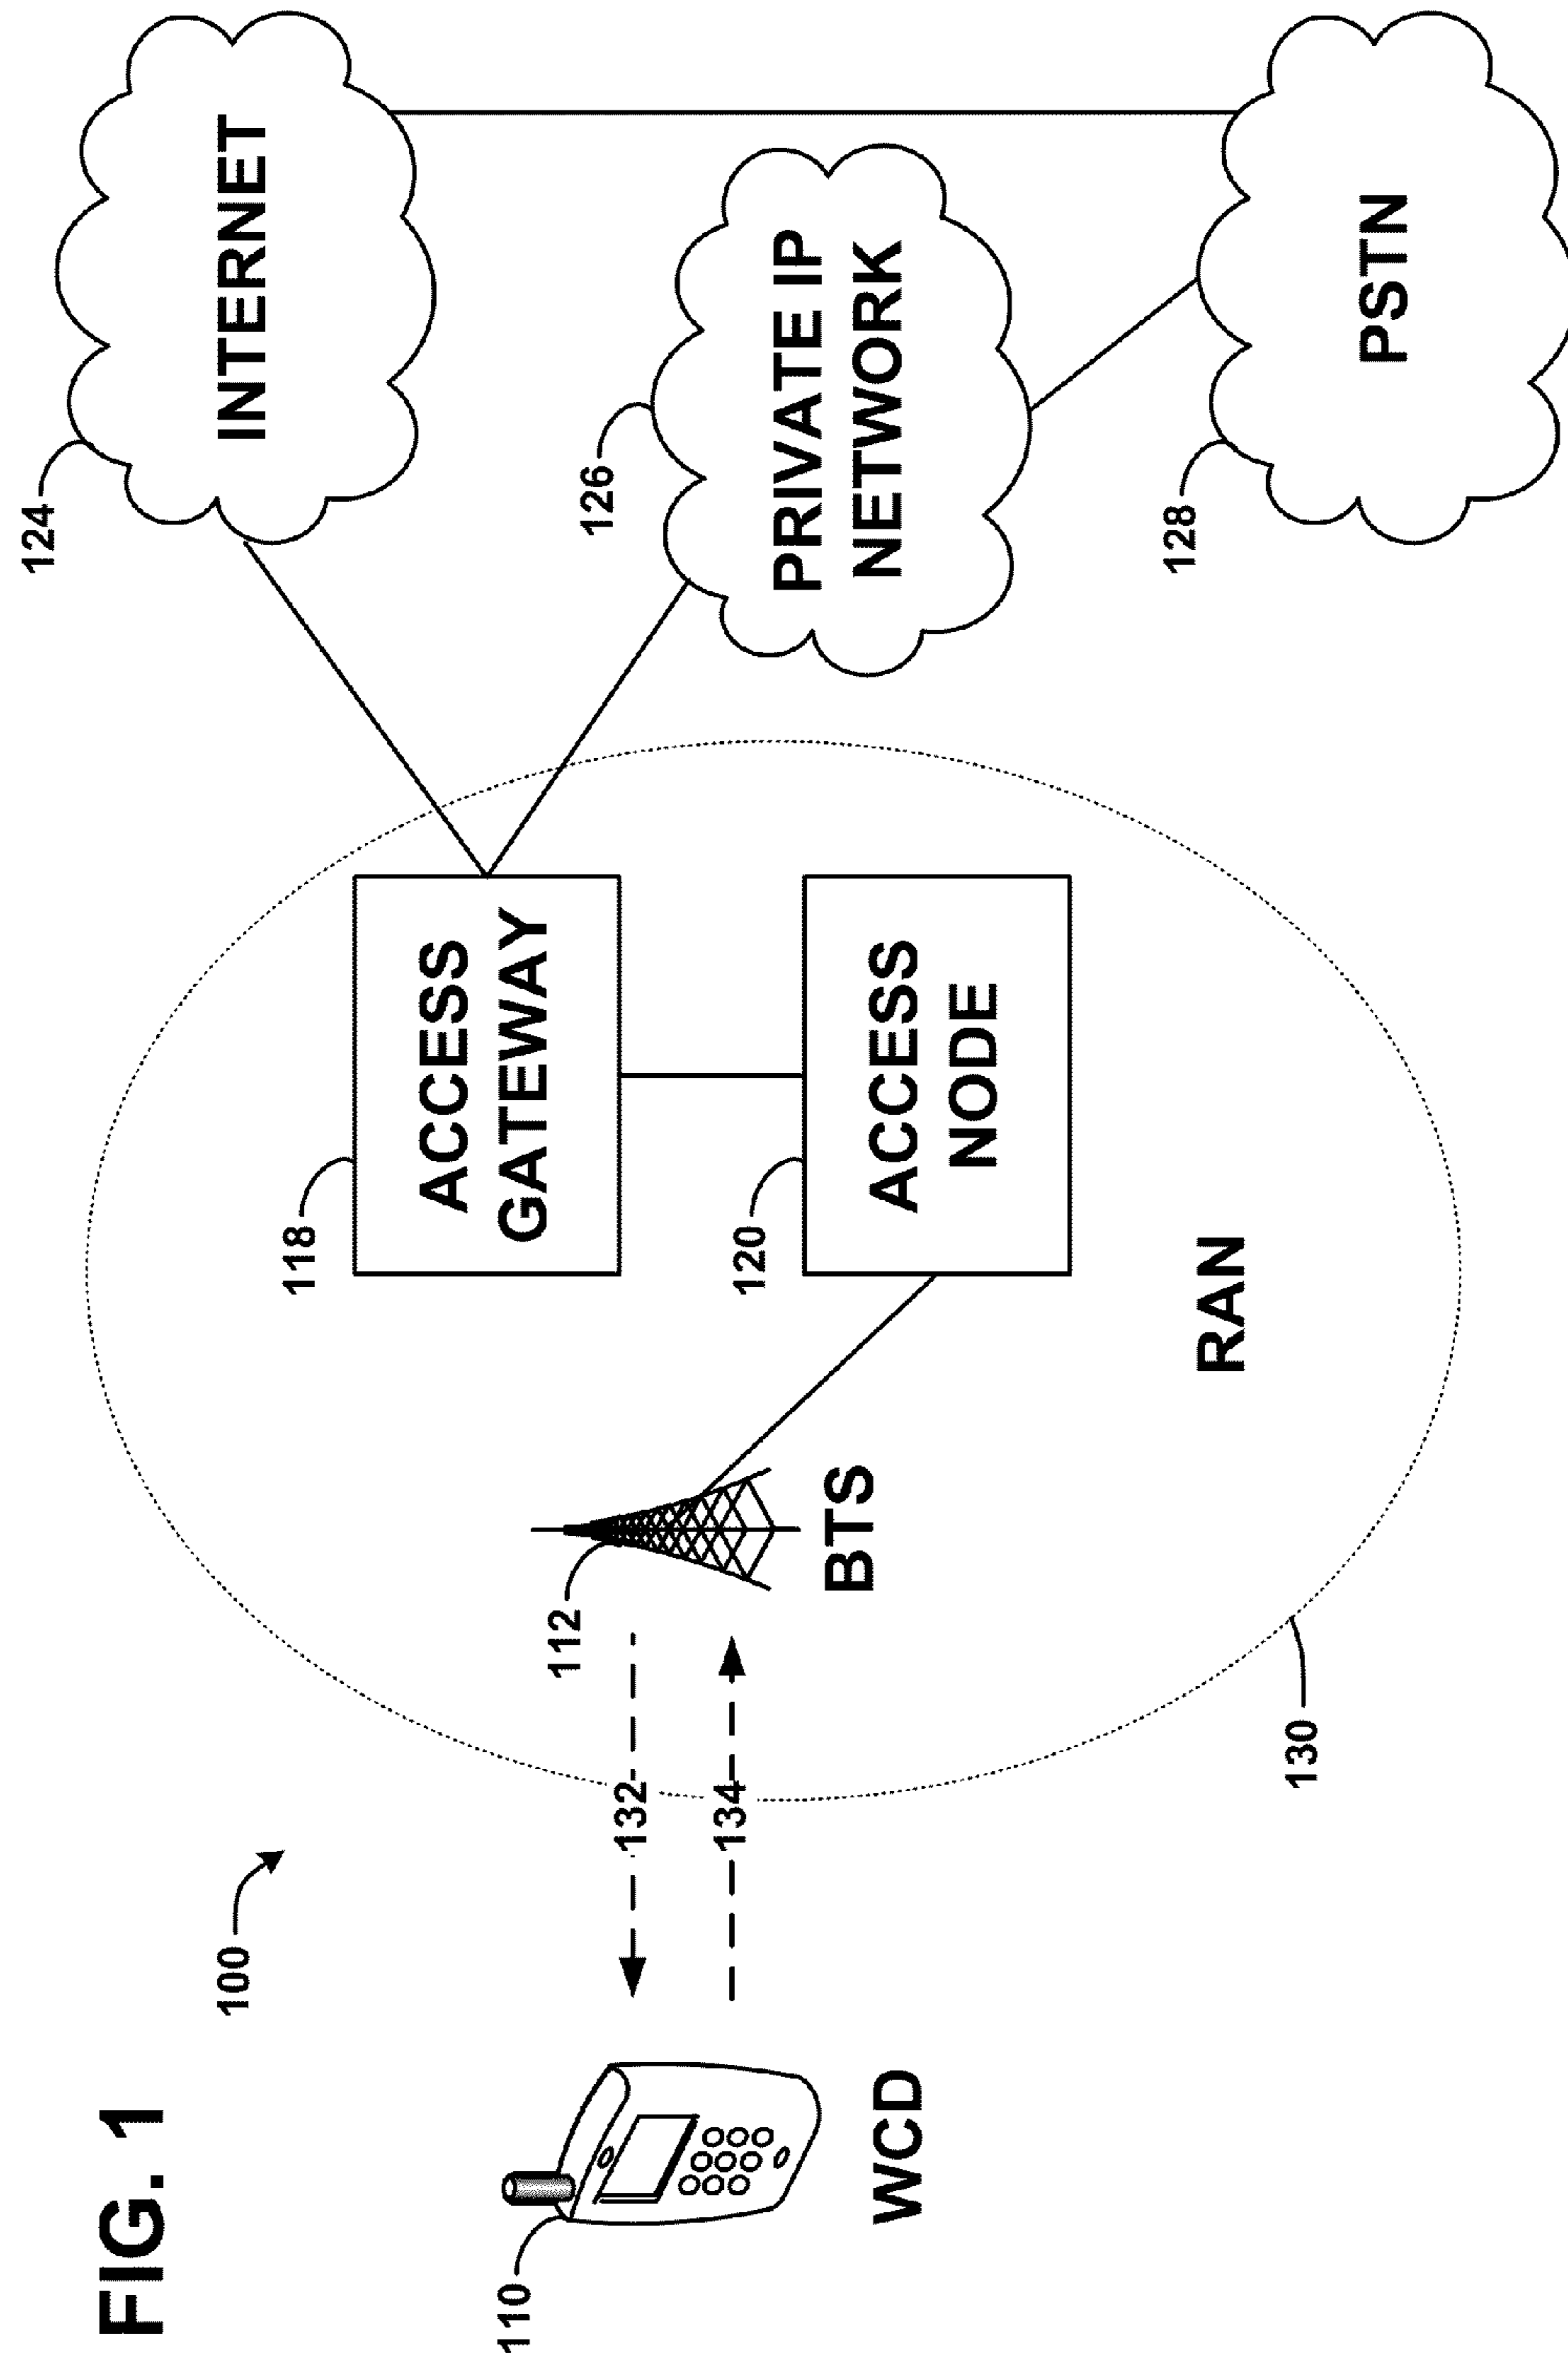 FIG. 1
100
110
WCD
132
134
112
BTS
130
RAN
118
ACCESS
GATEWAY
120
ACCESS
NODE
124
INTERNET
126
PRIVATE IP
NETWORK
128
PSTN